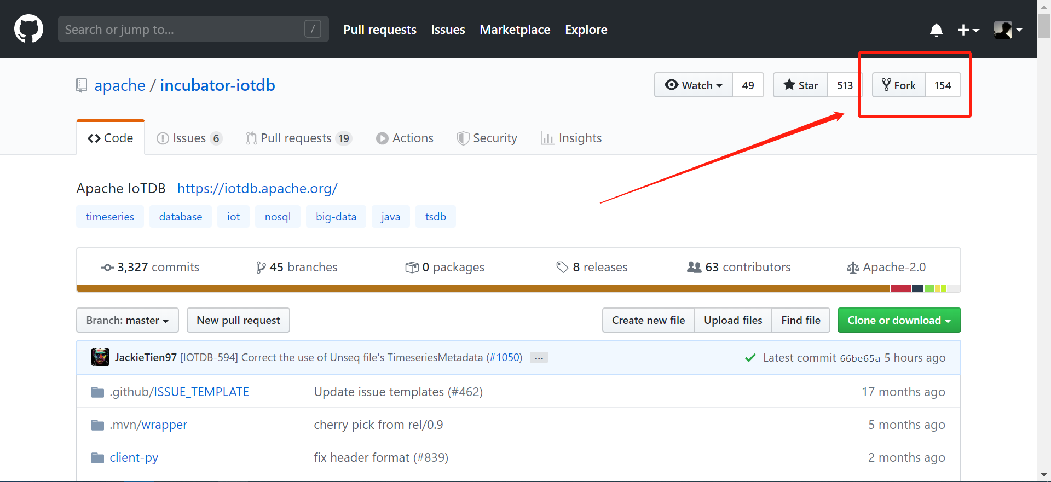 Search or jump to... / Pull requests Issues Marketplace Explore
apache / incubator-iotdb Watch 49 Star 513 Fork 154
Code Issues 6 Pull requests 19 Actions Security Insights
Apache IoTDB https://iotdb.apache.org/
timeseries database iot nosql big-data java tsdb
3,327 commits 45 branches 0 packages 8 releases 63 contributors Apache-2.0
Branch: master New pull request Create new file Upload files Find file Clone or download
JackieTien97 [IOTDB-594] Correct the use of Unseq file's TimeseriesMetadata (#1050) ... Latest commit 66bc65a 5 hours ago
.github/ISSUE_TEMPLATE Update issue templates (#462) 17 months ago
.mvn/wrapper cherry pick from rel/0.9 5 months ago
client-py fix header format (#839) 2 months ago